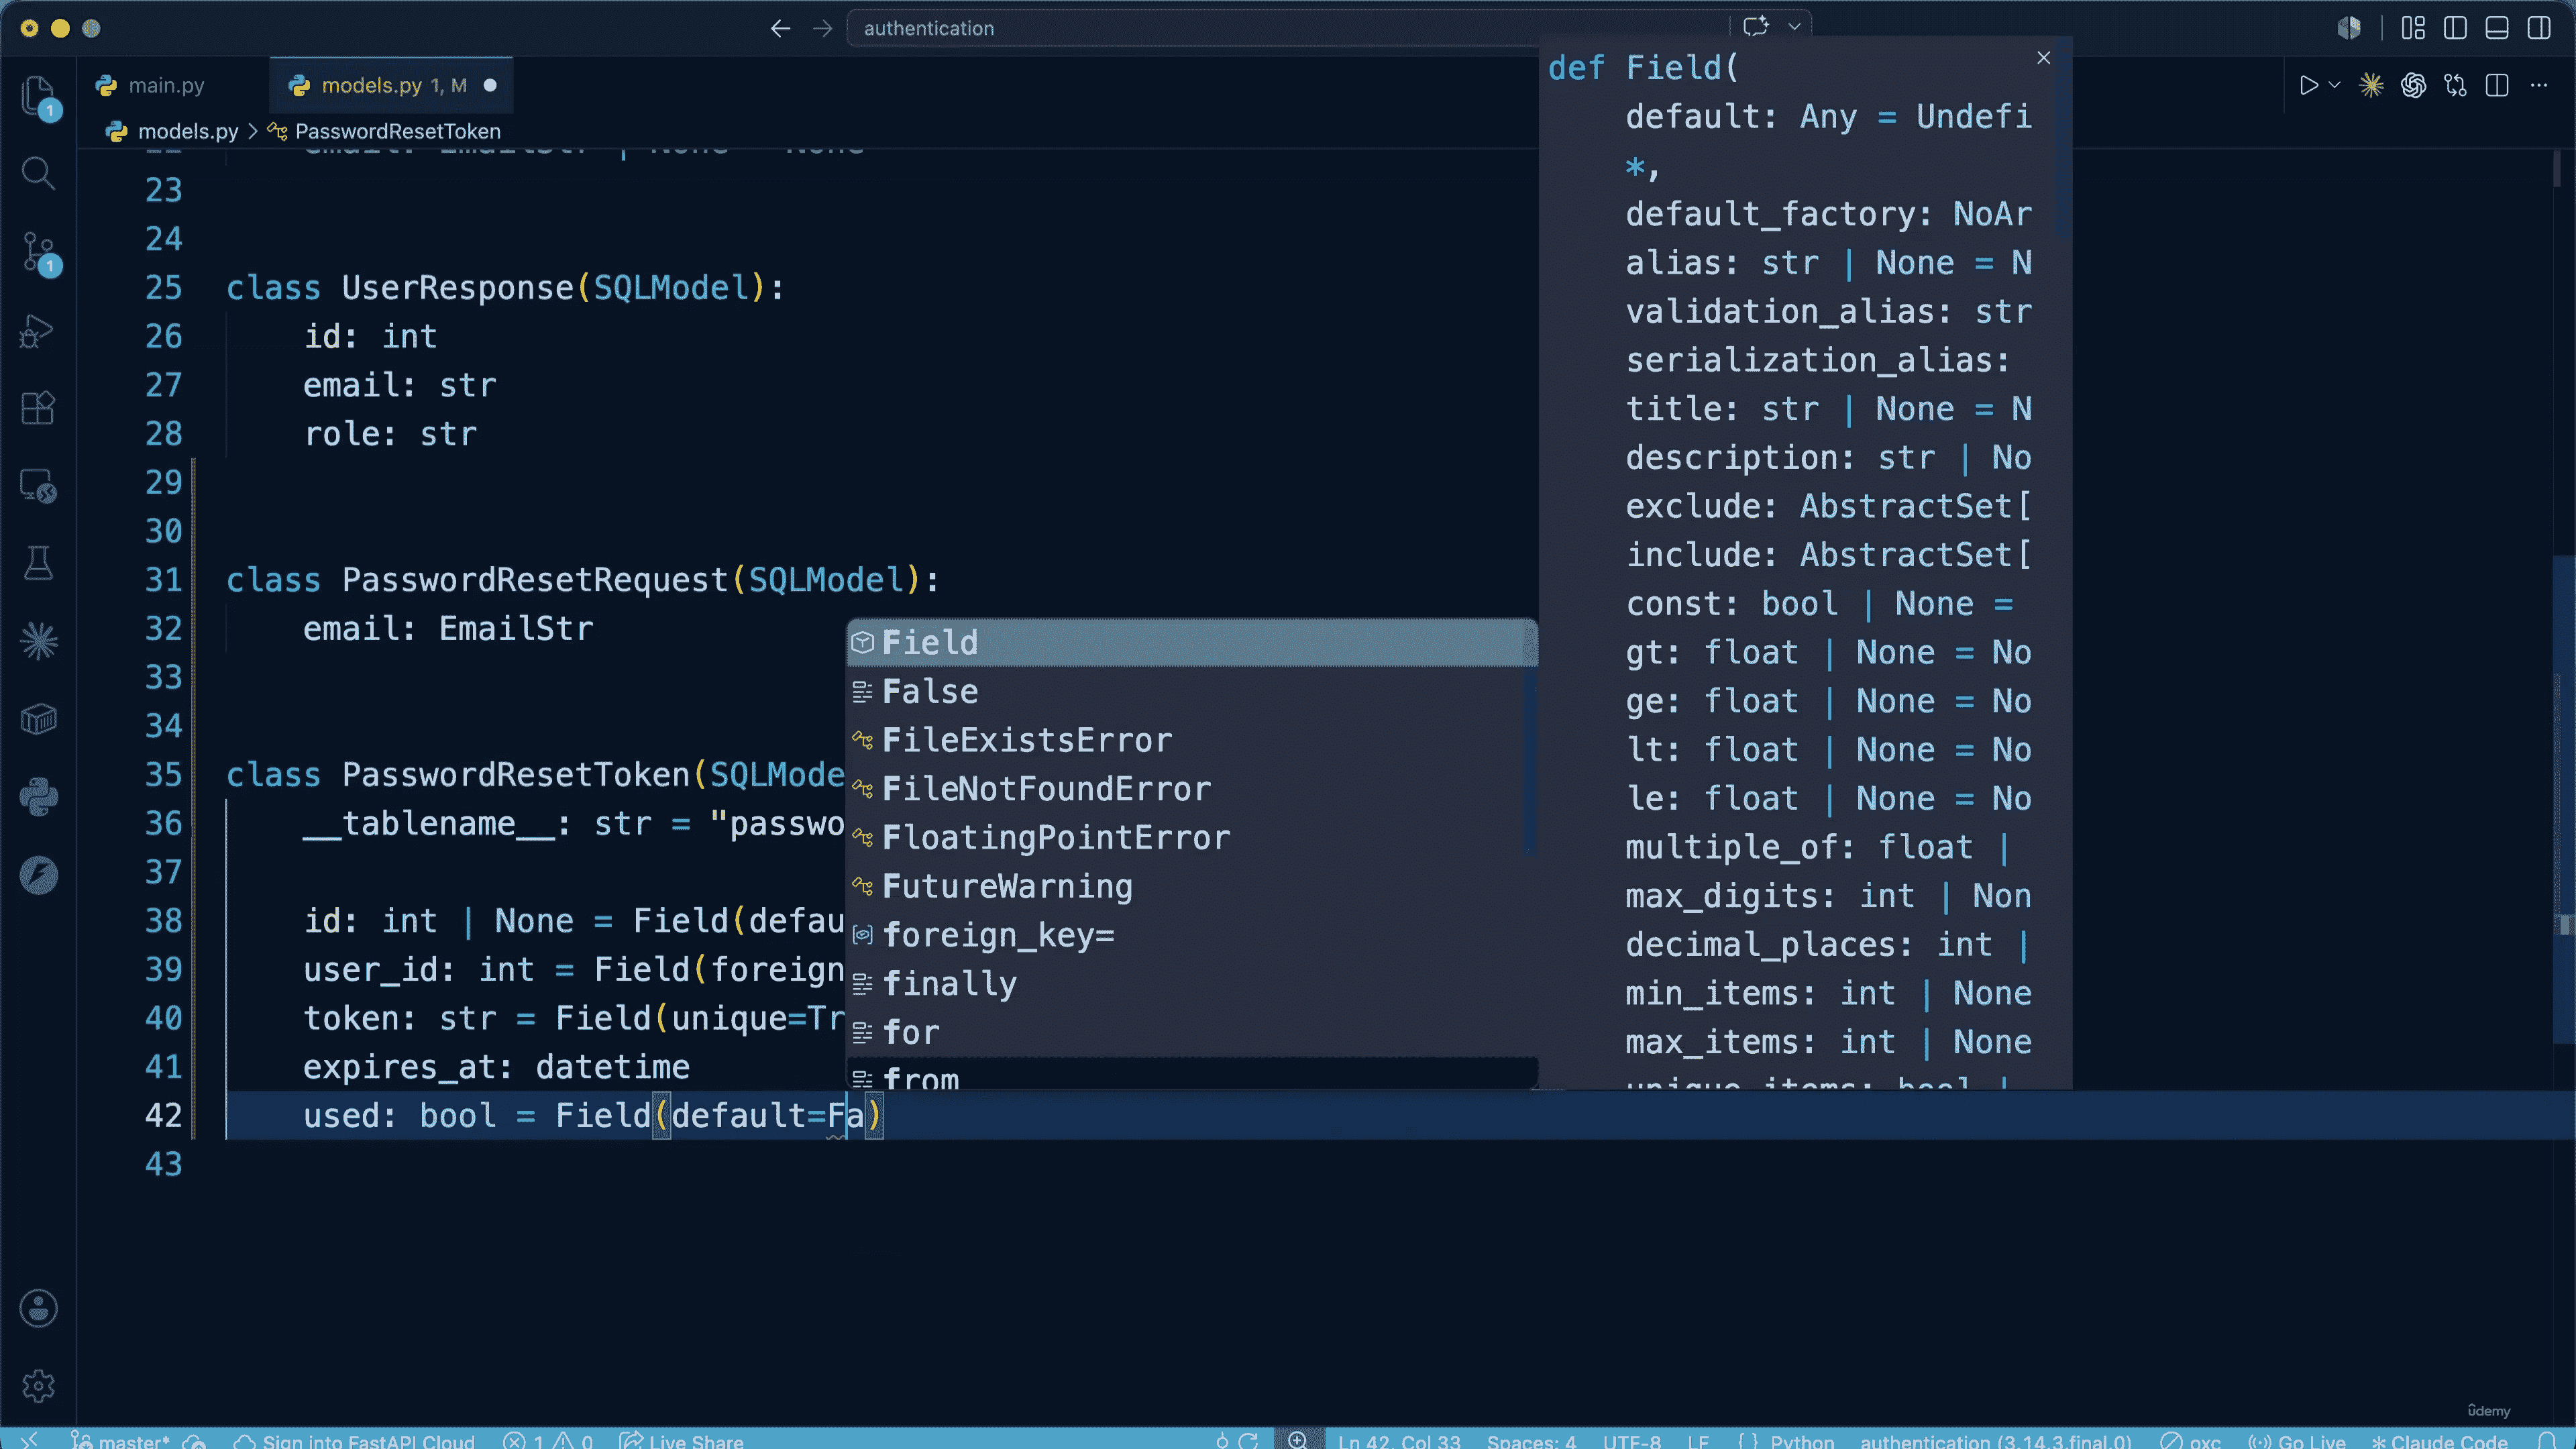 authentication
main.py
models.py 1, M
models.py > PasswordResetToken
23
24
25 class UserResponse(SQLModel):
26 id: int
27 email: str
28 role: str
29
30
31 class PasswordResetRequest(SQLModel):
32 email: EmailStr
33
34
35 class PasswordResetToken(SQLMode
36 __tablename__: str = "passwo
37
38 id: int | None = Field(defau
39 user_id: int = Field(foreign
40 token: str = Field(unique=Tr
41 expires_at: datetime
42 used: bool = Field(default=Fa)
43
Field
False
FileExistsError
FileNotFoundError
FloatingPointError
FutureWarning
foreign_key=
finally
for
from
def Field(
default: Any = Undefi
*,
default_factory: NoAr
alias: str | None = N
validation_alias: str
serialization_alias:
title: str | None = N
description: str | No
exclude: AbstractSet[
include: AbstractSet[
const: bool | None =
gt: float | None = No
ge: float | None = No
lt: float | None = No
le: float | None = No
multiple_of: float |
max_digits: int | Non
decimal_places: int |
min_items: int | None
max_items: int | None
unique_items: bool |
1
1
udemy
master* Sign into FastAPI Cloud 1 0 Live Share Ln 42, Col 33 Spaces: 4 UTF-8 LF {} Python authentication (3.14.3.final.0) oxc Go Live Claude Code